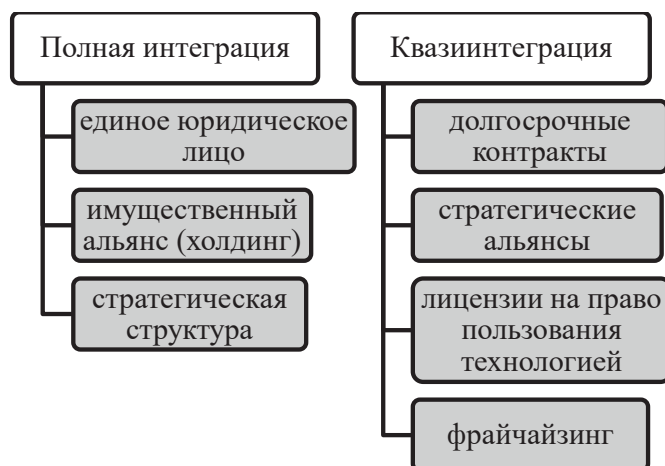 Полная интеграция
единое юридическое
лицо
имущественный
альянс (холдинг)
стратегическая
структура
Квазиинтеграция
долгосрочные
контракты
стратегические
альянсы
лицензии на право
пользования
технологией
фрайчайзинг